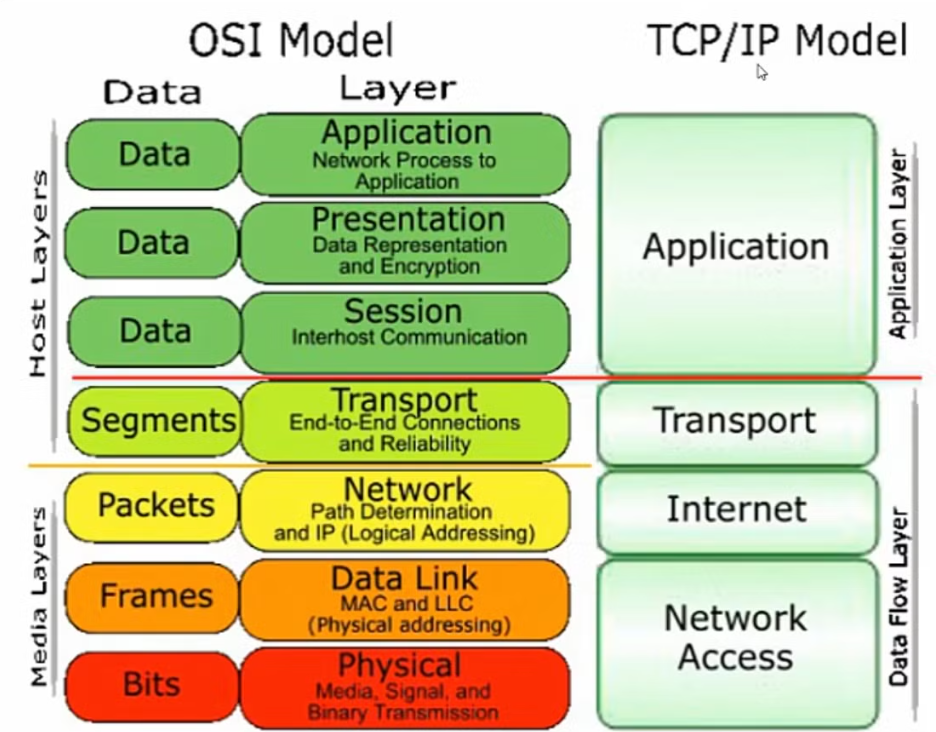 OSI Model
TCP/IP Model
Data
Layer
Host Layers
Data
Application
Network Process to
Application
Data
Presentation
Data Representation
and Encryption
Data
Session
Interhost Communication
Segments
Transport
End-to-End Connections
and Reliability
Media Layers
Packets
Network
Path Determination
and IP (Logical Addressing)
Frames
Data Link
MAC and LLC
(Physical addressing)
Bits
Physical
Media, Signal, and
Binary Transmission
Application
Application Layer
Transport
Internet
Network
Access
Data Flow Layer